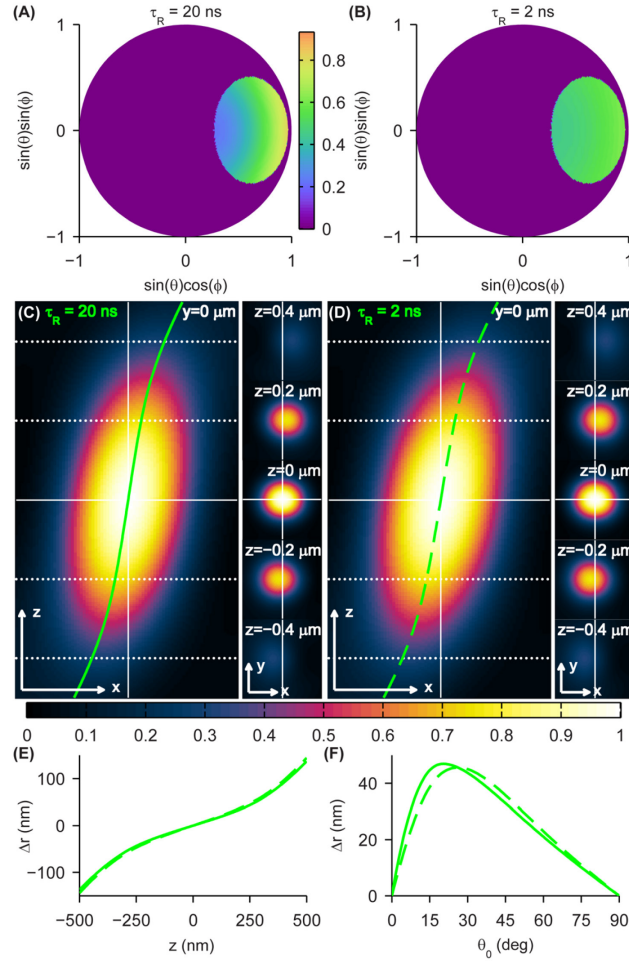 (A) τR = 20 ns
(B) τR = 2 ns
sin(θ)sin(ϕ)
1
0
−1
−1 0 1
sin(θ)cos(ϕ)
0.8
0.6
0.4
0.2
0
sin(θ)sin(ϕ)
1
0
−1
−1 0 1
sin(θ)cos(ϕ)
(C) τR = 20 ns y=0 μm
z=0.4 μm
z=0.2 μm
z=0 μm
z=−0.2 μm
z=−0.4 μm
z
x
y
x
(D) τR = 2 ns y=0 μm
z=0.4 μm
z=0.2 μm
z=0 μm
z=−0.2 μm
z=−0.4 μm
z
x
y
x
0 0.1 0.2 0.3 0.4 0.5 0.6 0.7 0.8 0.9 1
(E)
Δr (nm)
100
0
−100
−500 −250 0 250 500
z (nm)
(F)
Δr (nm)
40
20
0
0 15 30 45 60 75 90
θ0 (deg)